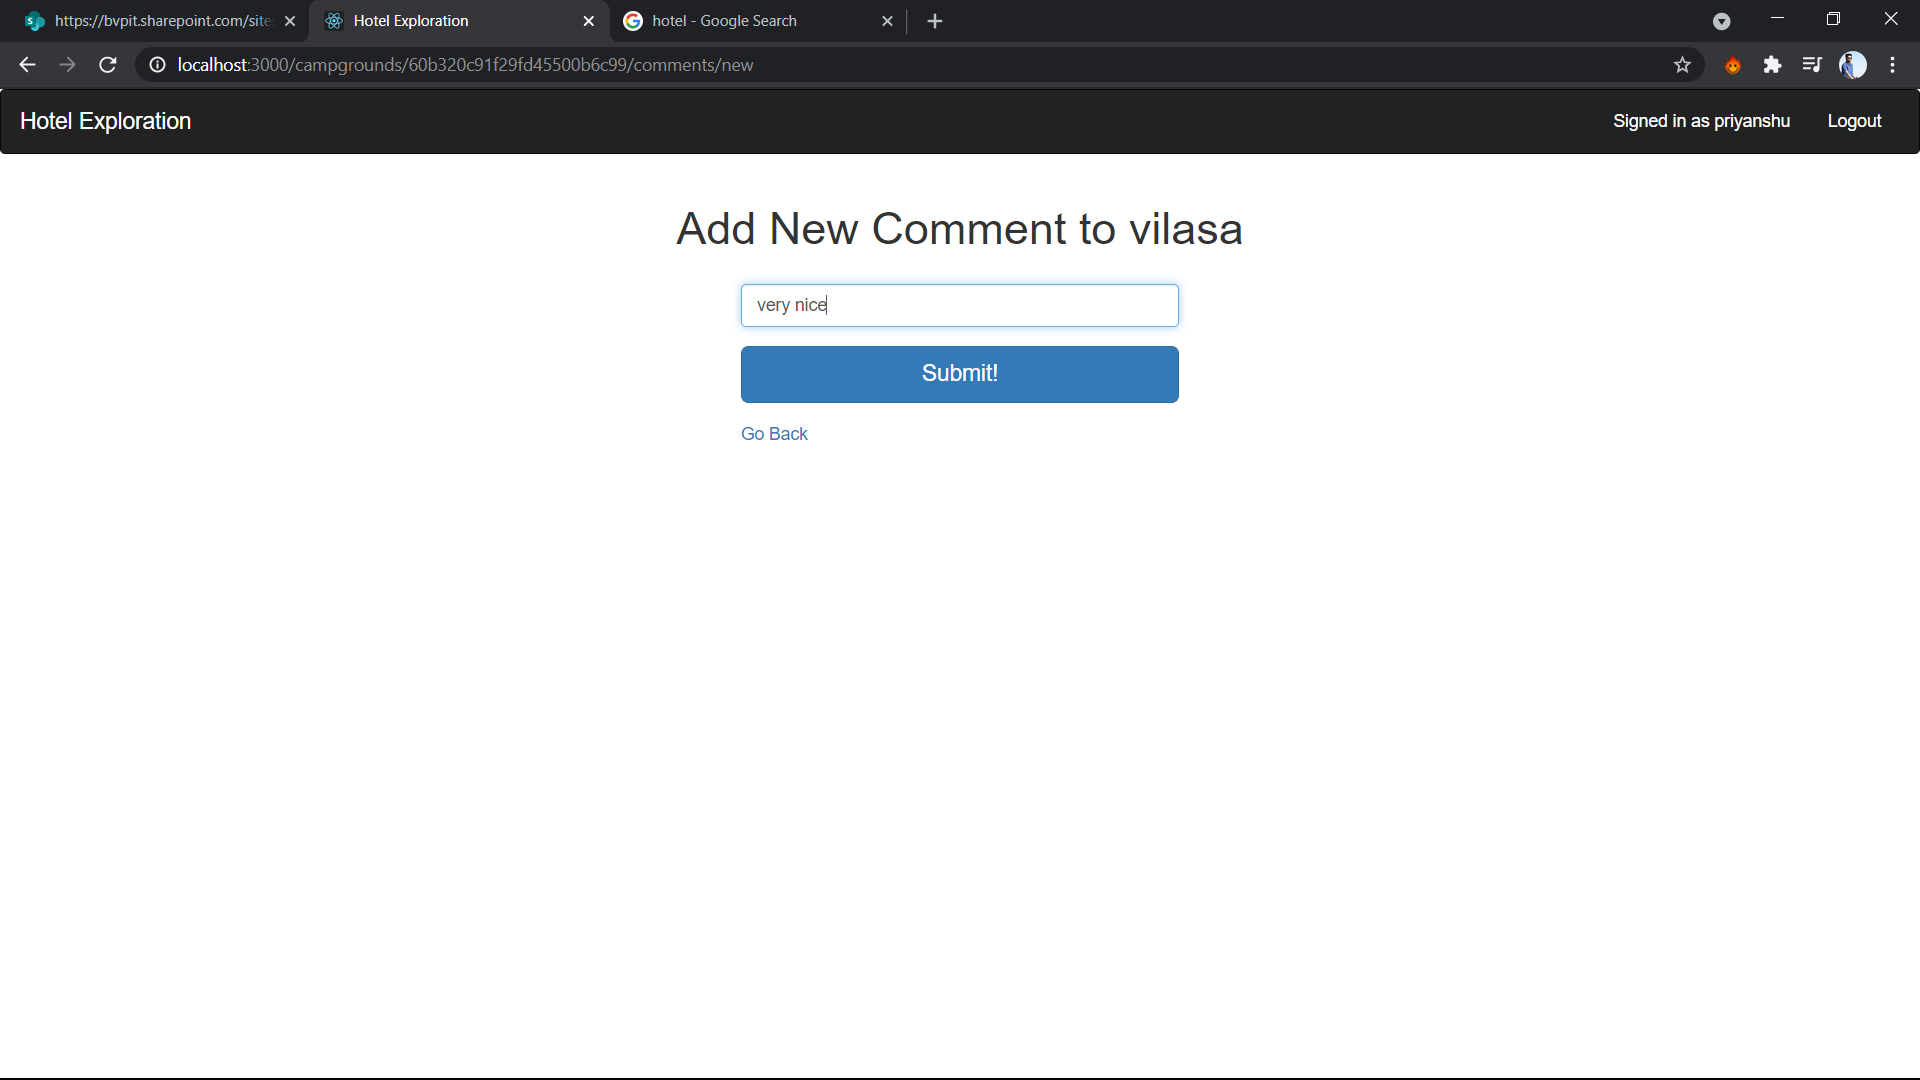 https://bvpit.sharepoint.com/site
Hotel Exploration
hotel - Google Search
localhost:3000/campgrounds/60b320c91f29fd45500b6c99/comments/new
Hotel Exploration
Signed in as priyanshu
Logout
Add New Comment to vilasa
very nice
Submit!
Go Back